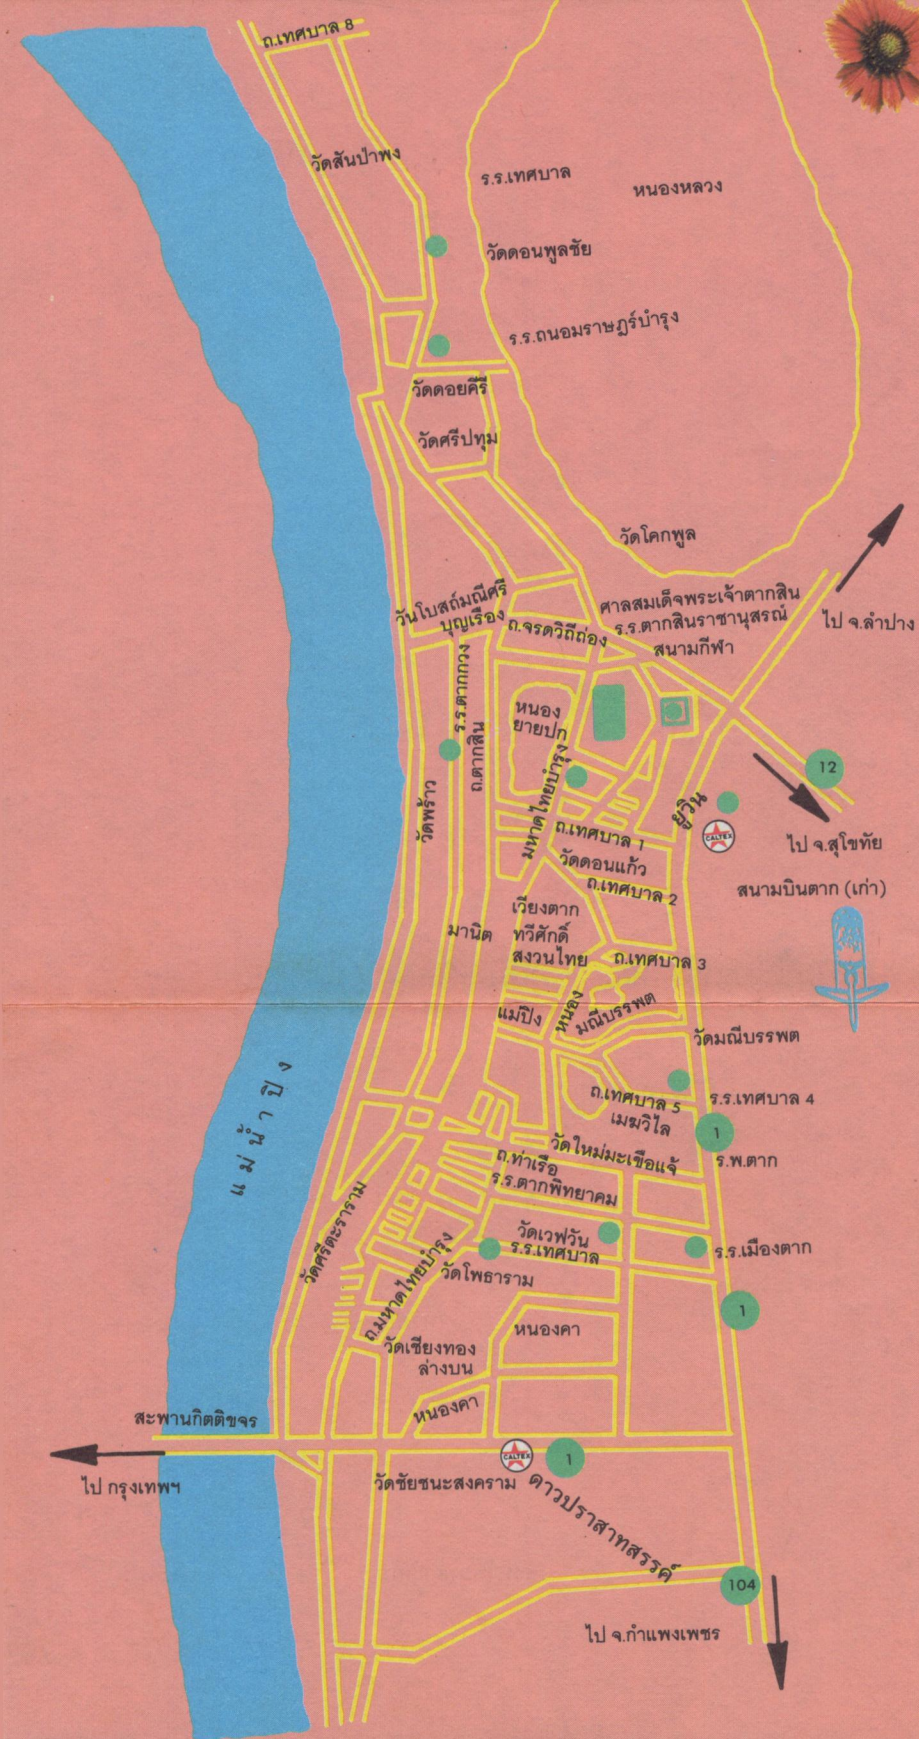 ถ.เทศบาล 8
วัดสันป่าพง
ร.ร.เทศบาล
หนองหลวง
วัดดอนพูลชัย
ร.ร.ถนอมราษฎร์บำรุง
วัดดอยคีรี
วัดศรีปทุม
วัดโคกพูล
วันโบสถ์มณีศรี
บุญเรือง
ถ.จรดวิถีถ่อง
ศาลสมเด็จพระเจ้าตากสิน
ร.ร.ตากสินราชานุสรณ์
สนามกีฬา
ไป จ.ลำปาง
ร.ร.ตากกวง
ถ.ตากสิน
หนอง
ยายปก
มหาดไทยบำรุง
12
ภูวิน
CALTEX
วัดพร้าว
ถ.เทศบาล 1
วัดดอนแก้ว
ถ.เทศบาล 2
ไป จ.สุโขทัย
สนามบินตาก (เก่า)
เวียงตาก
มานิต
ทวีศักดิ์
สงวนไทย
ถ.เทศบาล 3
แม่ปิง
หนอง
มณีบรรพต
วัดมณีบรรพต
แม่น้ำปิง
ถ.เทศบาล 5
ร.ร.เทศบาล 4
เมฆวิไล
1
วัดใหม่มะเขือแจ้
ร.พ.ตาก
ถ.ท่าเรือ
ร.ร.ตากพิทยาคม
วัดศรีตะราราม
วัดเวฬุวัน
ร.ร.เทศบาล
ร.ร.เมืองตาก
ถ.มหาดไทยบำรุง
วัดโพธาราม
1
หนองคา
วัดเชียงทอง
ล่างบน
หนองคา
สะพานกิตติขจร
CALTEX
1
ไป กรุงเทพฯ
วัดชัยชนะสงคราม
ดาวปราสาทสรรค์
104
ไป จ.กำแพงเพชร